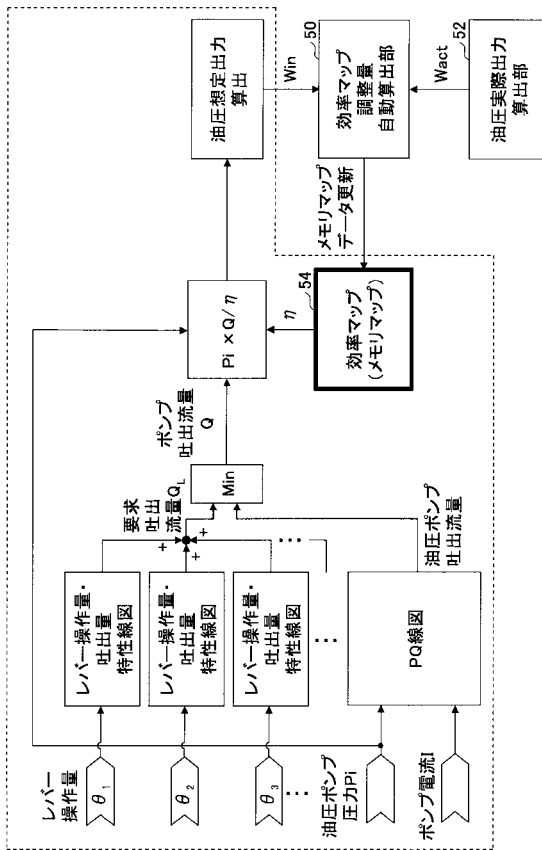 レバー
操作量
θ1
θ2
θ3
⋮
油圧ポンプ
圧力Pi
ポンプ電流I
レバー操作量・
吐出量
特性線図
レバー操作量・
吐出量
特性線図
レバー操作量・
吐出量
特性線図
⋮
PQ線図
要求
吐出
流量QL
+
+
+
⋯
Min
油圧ポンプ
吐出流量
ポンプ
吐出流量
Q
Pi×Q/η
η
54
効率マップ
(メモリマップ)
メモリマップ
データ更新
油圧想定出力
算出
Win
50
効率マップ
調整量
自動算出部
Wact
52
油圧実際出力
算出部